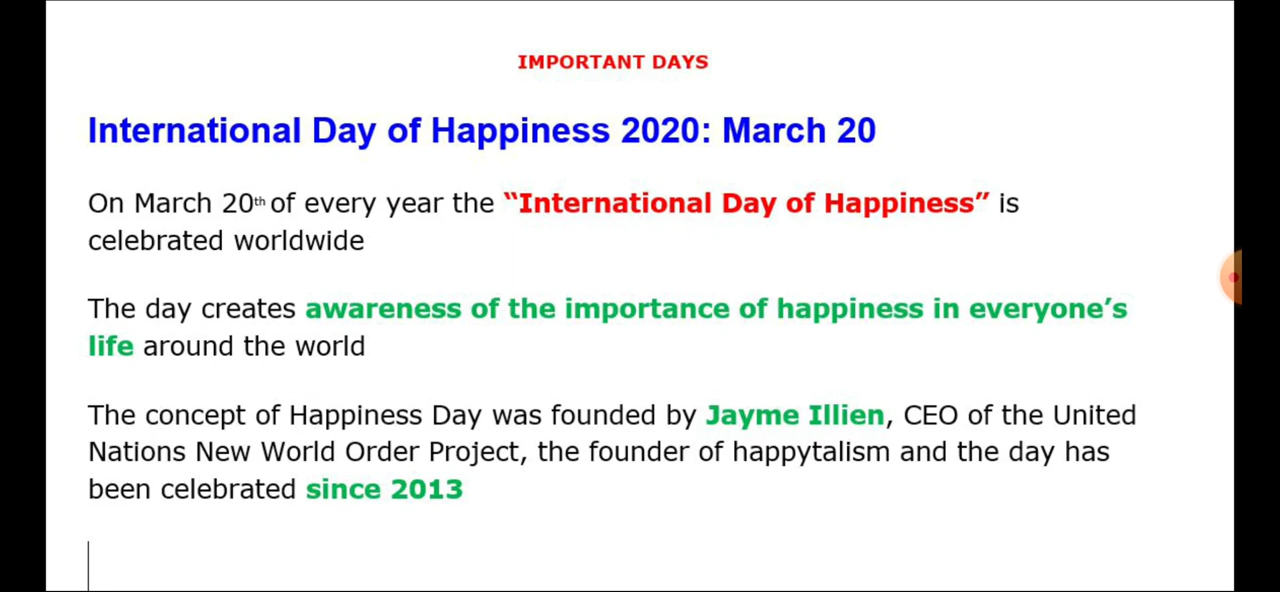 IMPORTANT DAYS
International Day of Happiness 2020: March 20
On March 20th of every year the “International Day of Happiness” is
celebrated worldwide
The day creates awareness of the importance of happiness in everyone’s
life around the world
The concept of Happiness Day was founded by Jayme Illien, CEO of the United
Nations New World Order Project, the founder of happytalism and the day has
been celebrated since 2013